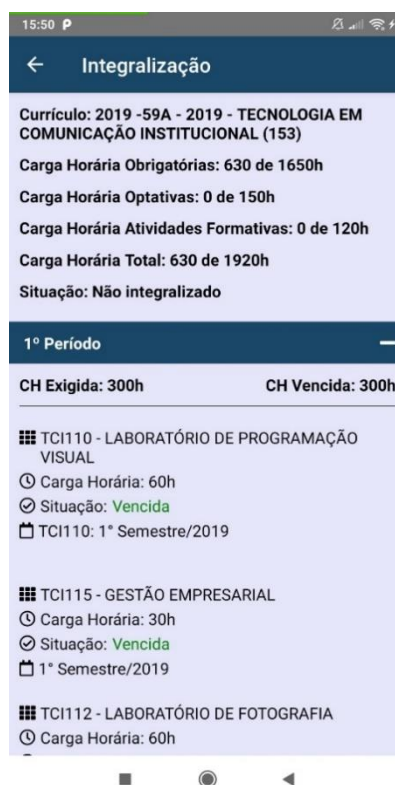 15:50 P
Integralização
Currículo: 2019 -59A - 2019 - TECNOLOGIA EM
COMUNICAÇÃO INSTITUCIONAL (153)
Carga Horária Obrigatórias: 630 de 1650h
Carga Horária Optativas: 0 de 150h
Carga Horária Atividades Formativas: 0 de 120h
Carga Horária Total: 630 de 1920h
Situação: Não integralizado
1º Período
CH Exigida: 300h CH Vencida: 300h
TCI110 - LABORATÓRIO DE PROGRAMAÇÃO
VISUAL
Carga Horária: 60h
Situação: Vencida
TCI110: 1° Semestre/2019
TCI115 - GESTÃO EMPRESARIAL
Carga Horária: 30h
Situação: Vencida
1° Semestre/2019
TCI112 - LABORATÓRIO DE FOTOGRAFIA
Carga Horária: 60h